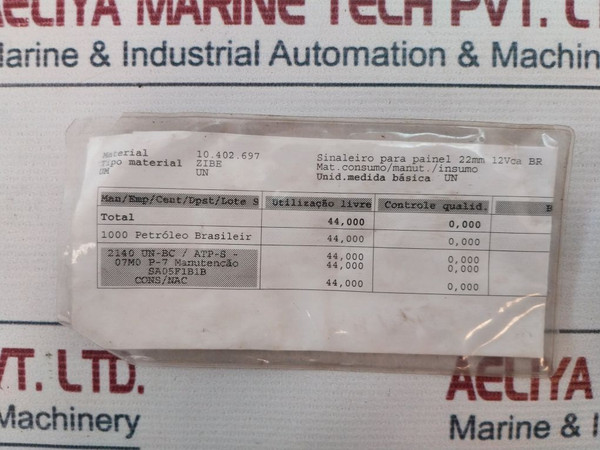 AELIYA MARINE TECH PVT. L
Marine & Industrial Automation & Machin
Material 10.402.697 Sinaleiro para painel 22mm 12Vca BR
Tipo material ZIBE Mat.consumo/manut./insumo
UM UN Unid.medida básica UN
Man/Emp/Cent/Dpst/Lote S Utilização livre Controle qualid.
Total 44,000 0,000
1000 Petróleo Brasileir 44,000 0,000
2140 UN-BC / ATP-S - 44,000 0,000
07M0 P-7 Manutenção 44,000 0,000
SA05F1B1B
CONS/NAC 44,000 0,000
VT. LTD. AELIYA
Machinery Marine & I